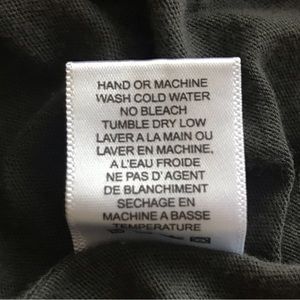 HAND OR MACHINE
WASH COLD WATER
NO BLEACH
TUMBLE DRY LOW
LAVER A LA MAIN OU
LAVER EN MACHINE,
A L'EAU FROIDE
NE PAS D' AGENT
DE BLANCHIMENT
SECHAGE EN
MACHINE A BASSE
TEMPERATURE